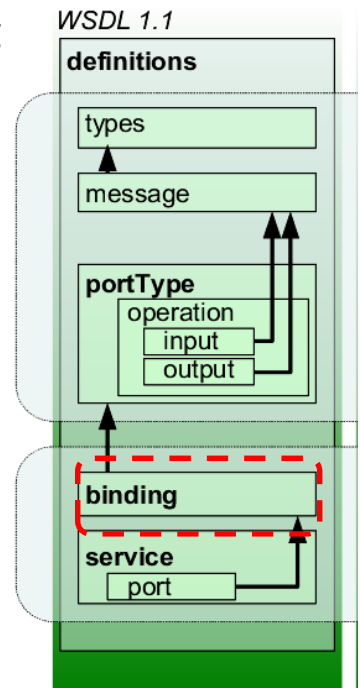 WSDL 1.1
definitions
types
message
portType
operation
input
output
binding
service
port